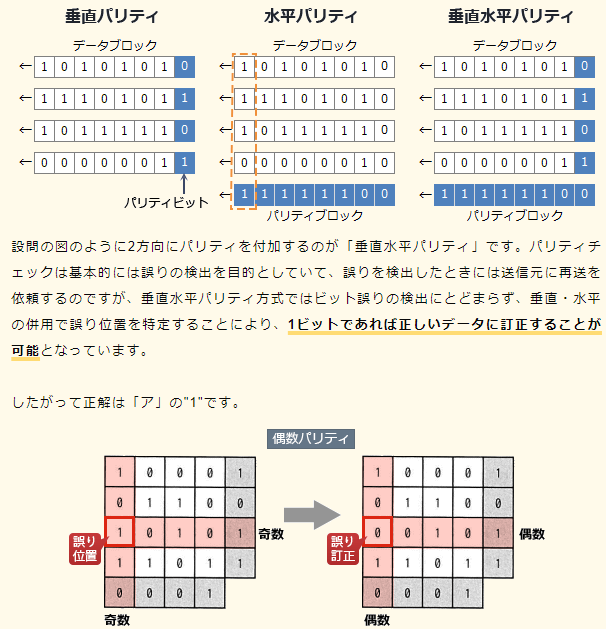 垂直パリティ 水平パリティ 垂直水平パリティ
データブロック データブロック データブロック
← 1 0 1 0 1 0 1 0 ← 1 0 1 0 1 0 1 0 ← 1 0 1 0 1 0 1 0
← 1 1 1 0 1 0 1 1 ← 1 1 1 0 1 0 1 0 ← 1 1 1 0 1 0 1 1
← 1 0 1 1 1 1 1 0 ← 1 0 1 1 1 1 1 0 ← 1 0 1 1 1 1 1 0
← 0 0 0 0 0 0 1 1 ← 0 0 0 0 0 0 1 0 ← 0 0 0 0 0 0 1 1
パリティビット ← 1 1 1 1 1 1 0 0 ← 1 1 1 1 1 1 0 0
パリティブロック パリティブロック
設問の図のように2方向にパリティを付加するのが「垂直水平パリティ」です。パリティチ
ェックは基本的には誤りの検出を目的としていて、誤りを検出したときには送信元に再送を
依頼するのですが、垂直水平パリティ方式ではビット誤りの検出にとどまらず、垂直・水平
の併用で誤り位置を特定することにより、1ビットであれば正しいデータに訂正することが
可能となっています。
したがって正解は「ア」の"1"です。
偶数パリティ
1 0 0 0 1 1 0 0 0 1
0 1 1 0 0 0 1 1 0 0
1 0 1 0 1 奇数 0 0 1 0 1 偶数
誤り位置 1 1 0 1 1 誤り訂正 1 1 0 1 1
0 0 0 1 0 0 0 1
奇数 偶数